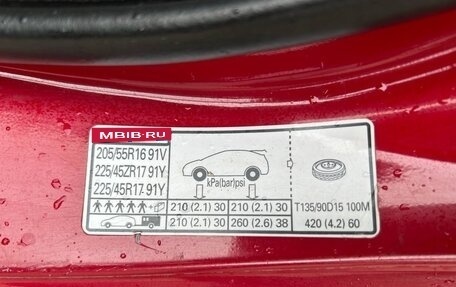 MBIB.RU
205/55R16 91V
225/45ZR17 91Y
225/45R17 91Y
kPa(bar)psi
210 (2.1) 30 210 (2.1) 30 T135/90D15 100M
210 (2.1) 30 260 (2.6) 38 420 (4.2) 60